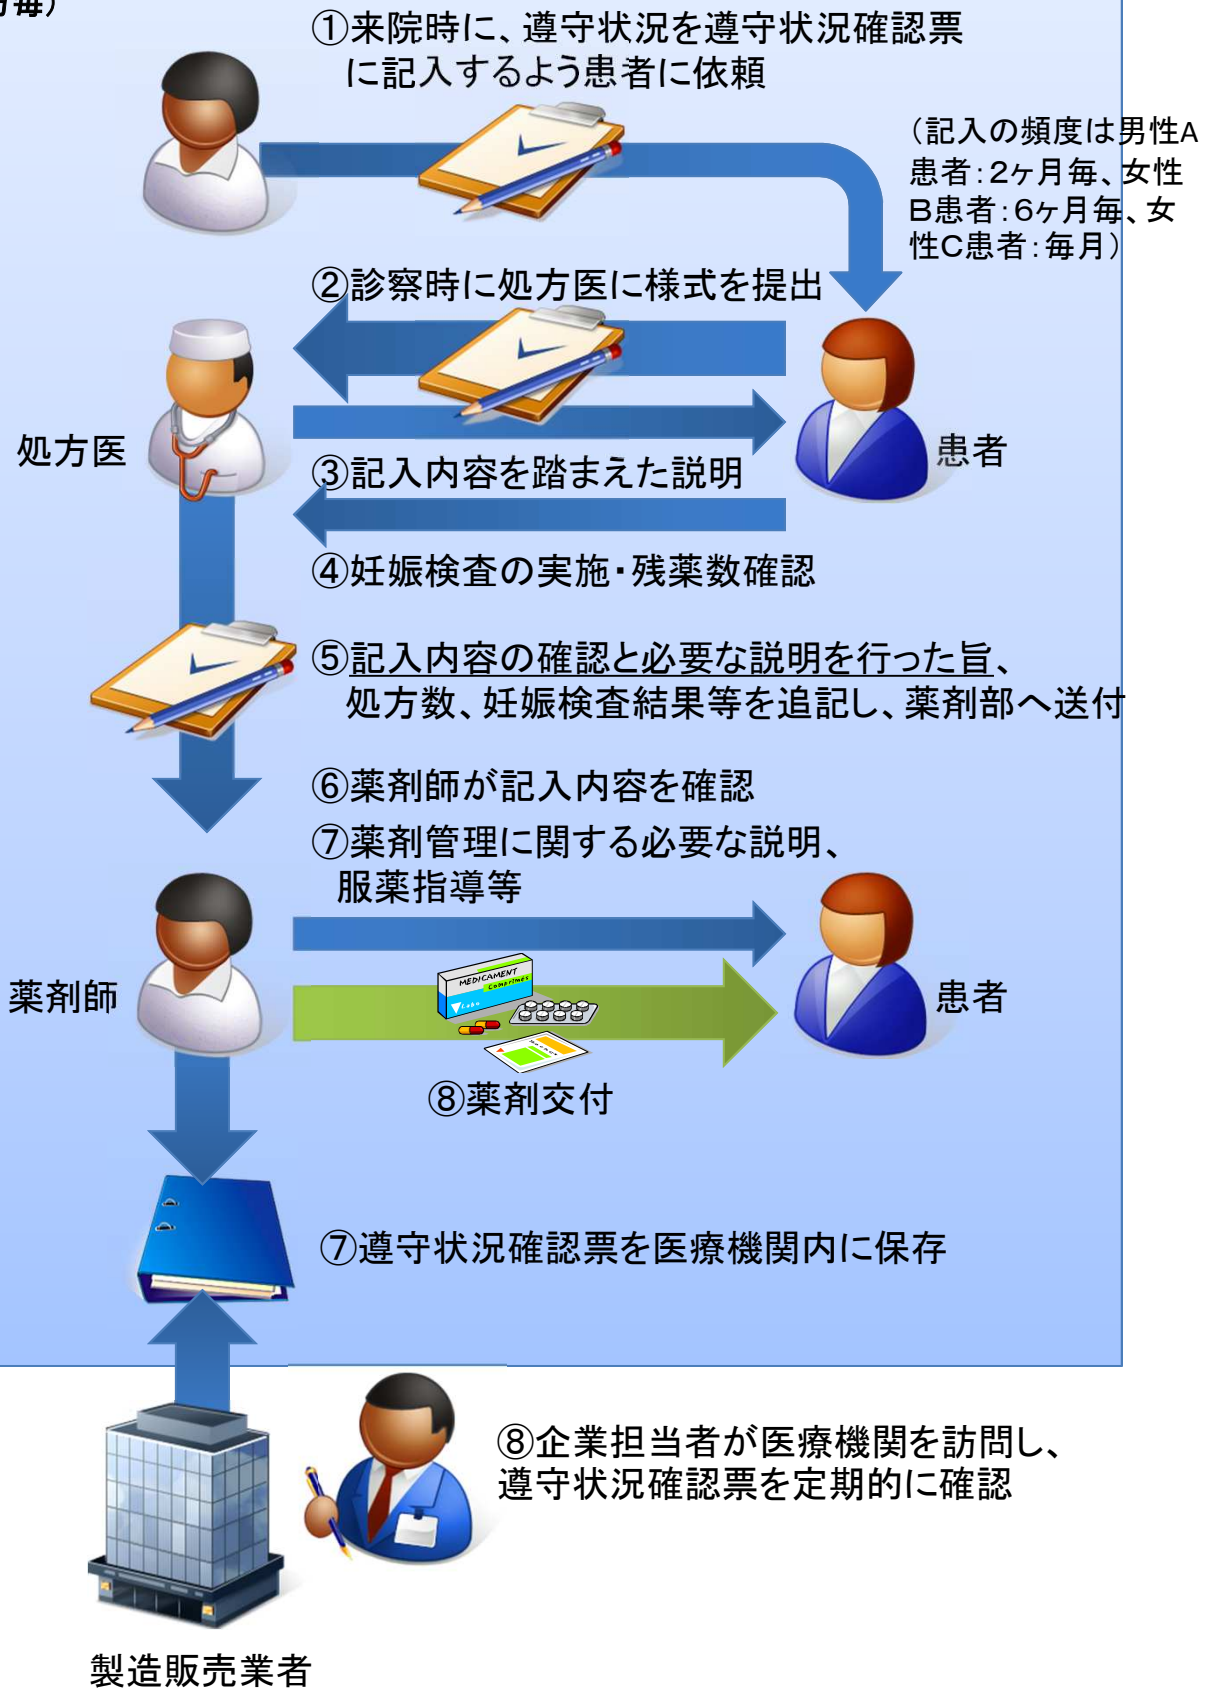 月毎）
①来院時に、遵守状況を遵守状況確認票
に記入するよう患者に依頼
（記入の頻度は男性A
患者：２ヶ月毎、女性
Ｂ患者：６ヶ月毎、女
性Ｃ患者：毎月）
②診察時に処方医に様式を提出
処方医
患者
③記入内容を踏まえた説明
④妊娠検査の実施・残薬数確認
⑤記入内容の確認と必要な説明を行った旨、
処方数、妊娠検査結果等を追記し、薬剤部へ送付
⑥薬剤師が記入内容を確認
⑦薬剤管理に関する必要な説明、
服薬指導等
MEDICAMENT
Comprimés
Labo
薬剤師
患者
⑧薬剤交付
⑦遵守状況確認票を医療機関内に保存
⑧企業担当者が医療機関を訪問し、
遵守状況確認票を定期的に確認
製造販売業者